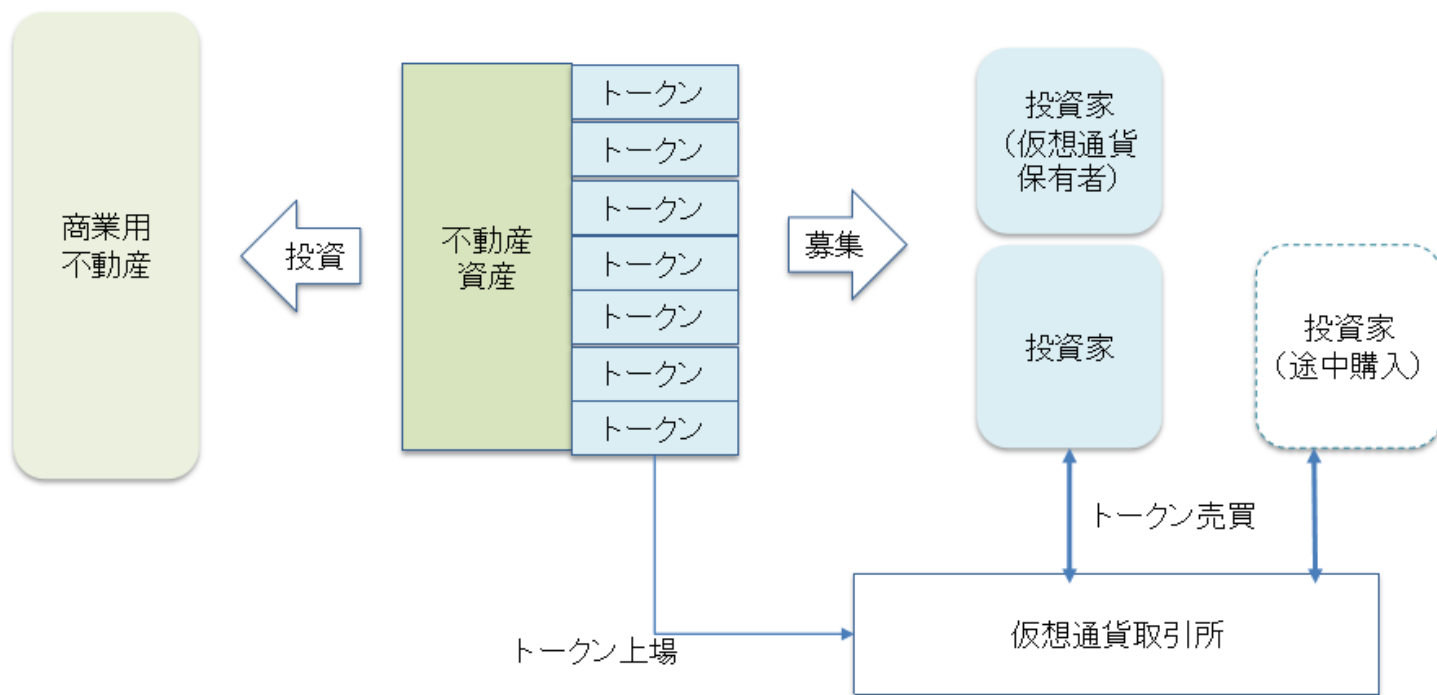 商業用
不動産
投資
不動産
資産
トークン
トークン
トークン
トークン
トークン
トークン
トークン
募集
投資家
（仮想通貨
保有者）
投資家
投資家
（途中購入）
トークン売買
トークン上場
仮想通貨取引所